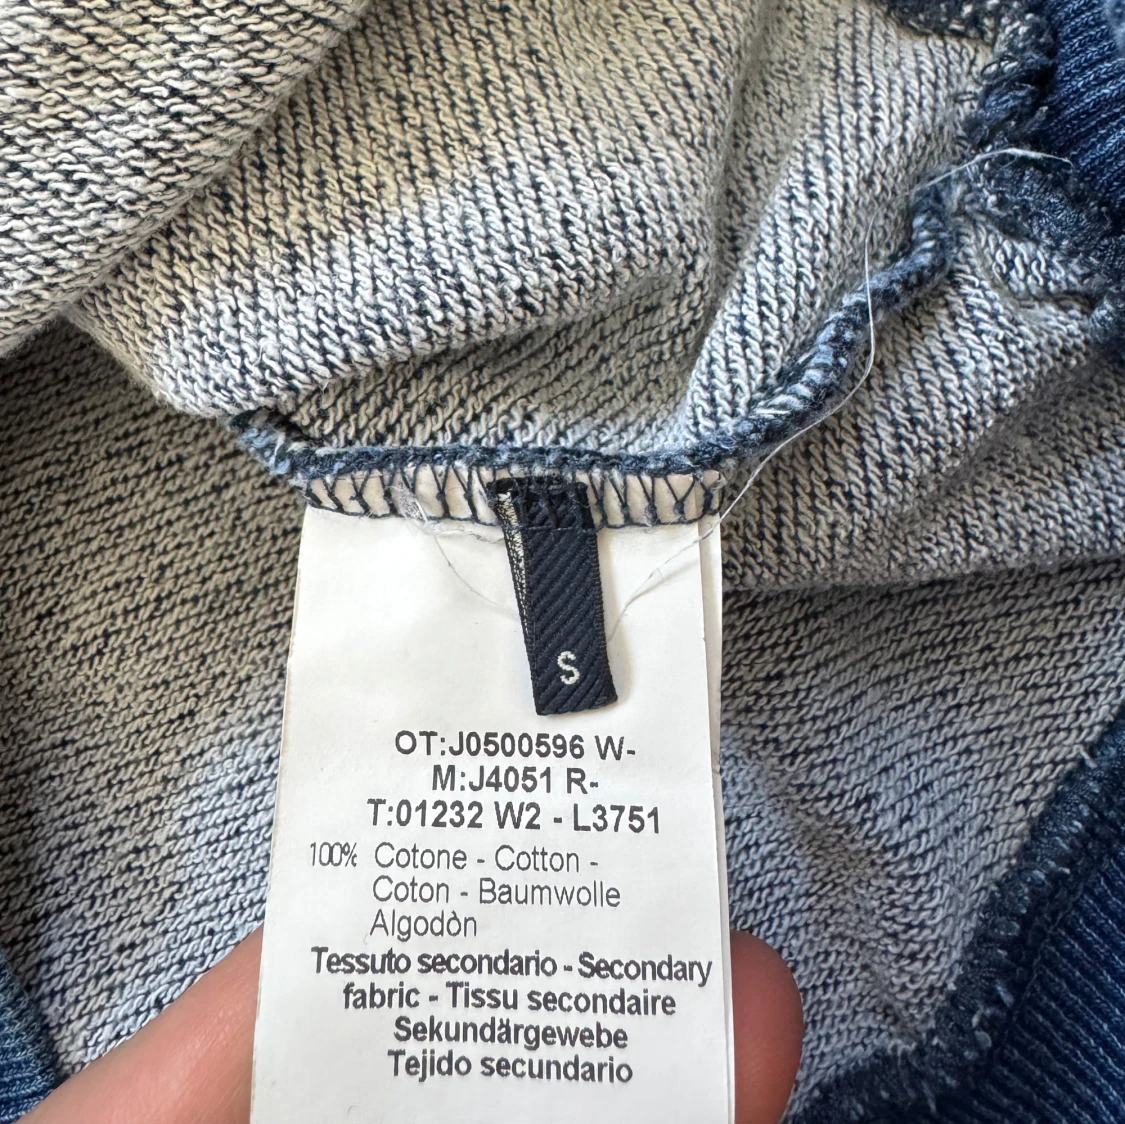 S
OT:J0500596 W-
M:J4051 R-
T:01232 W2 - L3751
100% Cotone - Cotton -
Coton - Baumwolle
Algodòn
Tessuto secondario - Secondary
fabric - Tissu secondaire
Sekundärgewebe
Tejido secundario